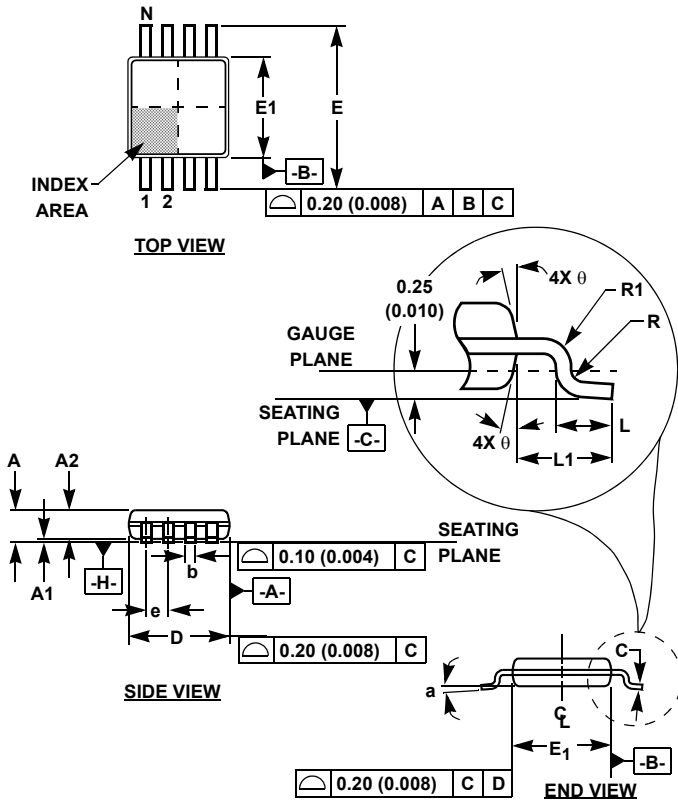 N
E1
E
-B-
INDEX
AREA
1 2
0.20 (0.008) A B C
TOP VIEW
0.25
(0.010)
4X θ
R1
R
GAUGE
PLANE
SEATING
PLANE
-C-
4X θ
L
L1
A A2
SEATING
PLANE
0.10 (0.004) C
-H-
A1
b
-A-
e
D
0.20 (0.008) C
SIDE VIEW
C
a
CL
E1
-B-
0.20 (0.008) C D
END VIEW